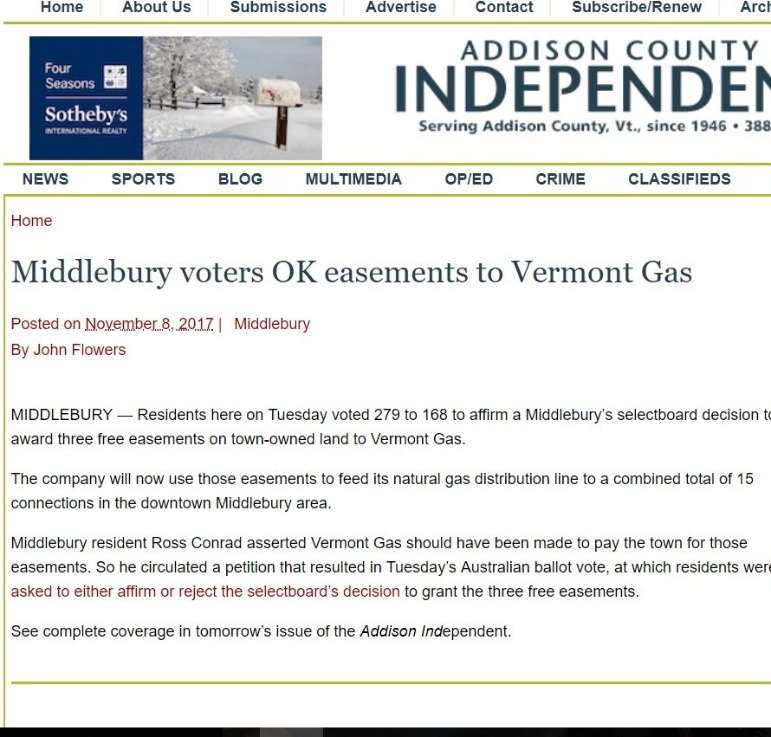 Home About Us Submissions Advertise Contact Subscribe/Renew
Four
Seasons
Sotheby's
INTERNATIONAL REALTY
ADDISON COUNTY
INDEPENDEN
Serving Addison County, Vt., since 1946 • 388
NEWS SPORTS BLOG MULTIMEDIA OP/ED CRIME CLASSIFIEDS
Home
Middlebury voters OK easements to Vermont Gas
Posted on November 8, 2017 | Middlebury
By John Flowers
MIDDLEBURY — Residents here on Tuesday voted 279 to 168 to affirm a Middlebury's selectboard decision to
award three free easements on town-owned land to Vermont Gas.
The company will now use those easements to feed its natural gas distribution line to a combined total of 15
connections in the downtown Middlebury area.
Middlebury resident Ross Conrad asserted Vermont Gas should have been made to pay the town for those
easements. So he circulated a petition that resulted in Tuesday's Australian ballot vote, at which residents were
asked to either affirm or reject the selectboard's decision to grant the three free easements.
See complete coverage in tomorrow's issue of the Addison Independent.